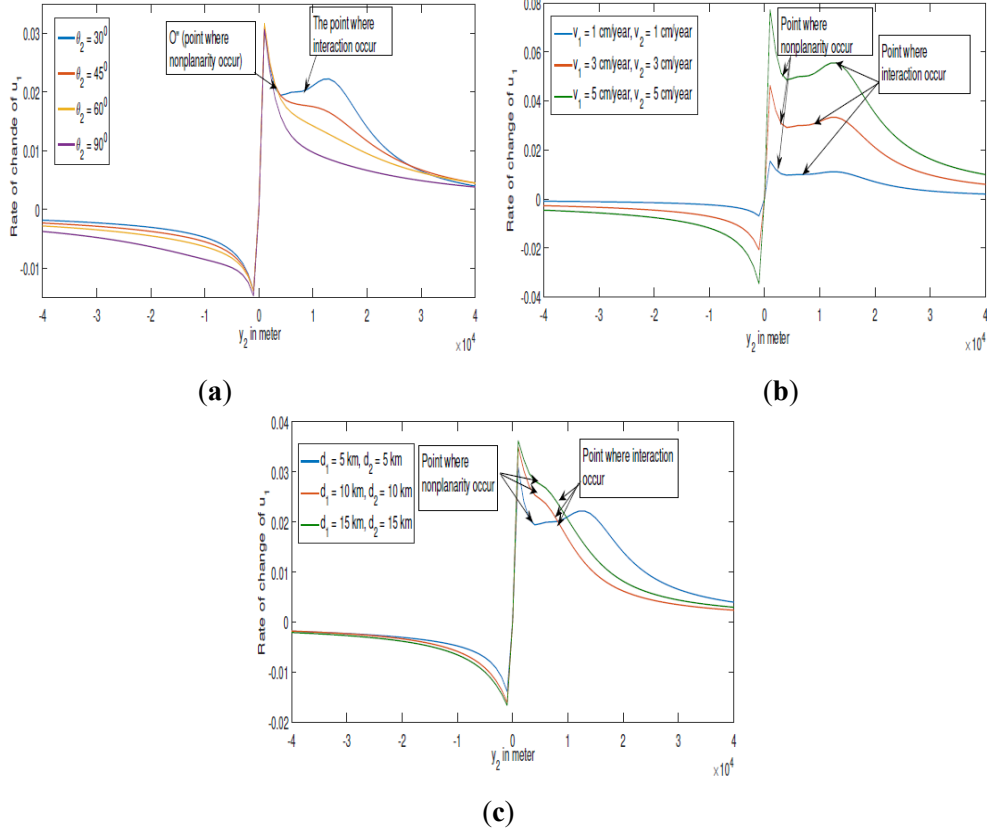 0.03
0.02
0.01
0
-0.01
Rate of chande of u1
θ2 = 30⁰
θ2 = 45⁰
θ2 = 60⁰
θ2 = 90⁰
O" (point where
nonplanarity occur)
The point where
interaction occur
-4 -3 -2 -1 0 1 2 3 4
y2 in meter
×10⁴
(a)
0.08
0.06
0.04
0.02
0
-0.02
-0.04
Rate of change of u1
v1 = 1 cm/year, v2 = 1 cm/year
v1 = 3 cm/year, v2 = 3 cm/year
v1 = 5 cm/year, v2 = 5 cm/year
Point where
nonplanarity occur
Point where
interaction occur
-4 -3 -2 -1 0 1 2 3 4
y2 in meter
×10⁴
(b)
0.04
0.03
0.02
0.01
0
-0.01
-0.02
Rate of change of u1
d1 = 5 km, d2 = 5 km
d1 = 10 km, d2 = 10 km
d1 = 15 km, d2 = 15 km
Point where
nonplanarity occur
Point where interaction
occur
-4 -3 -2 -1 0 1 2 3 4
y2 in meter
×10⁴
(c)